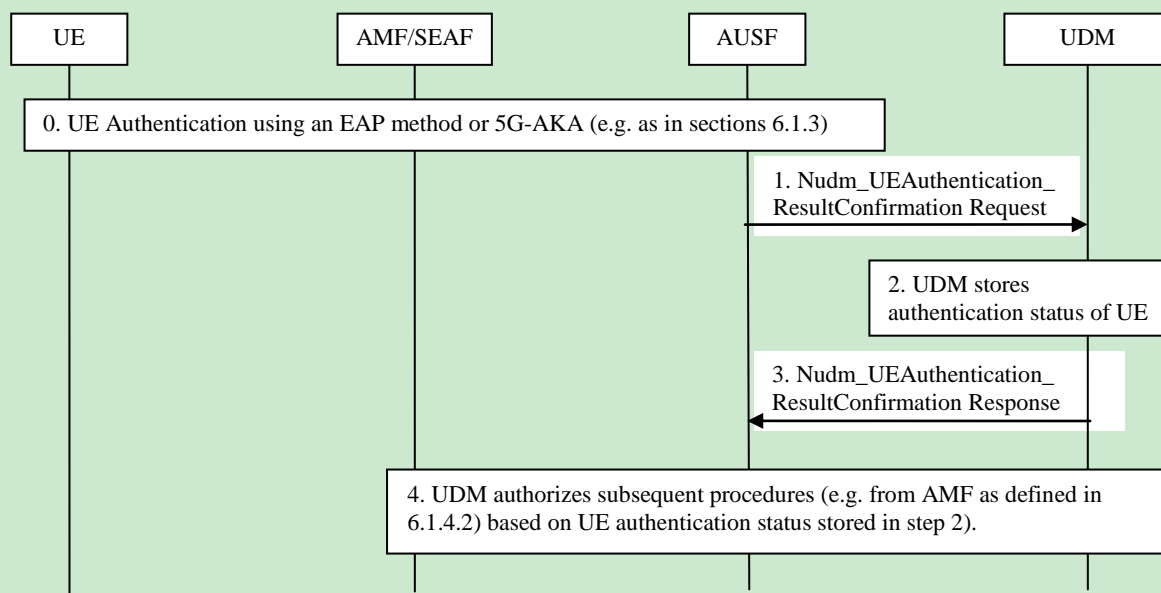 UE
AMF/SEAF
AUSF
UDM
0. UE Authentication using an EAP method or 5G-AKA (e.g. as in sections 6.1.3)
1. Nudm_UEAuthentication_
ResultConfirmation Request
2. UDM stores
authentication status of UE
3. Nudm_UEAuthentication_
ResultConfirmation Response
4. UDM authorizes subsequent procedures (e.g. from AMF as defined in
6.1.4.2) based on UE authentication status stored in step 2).